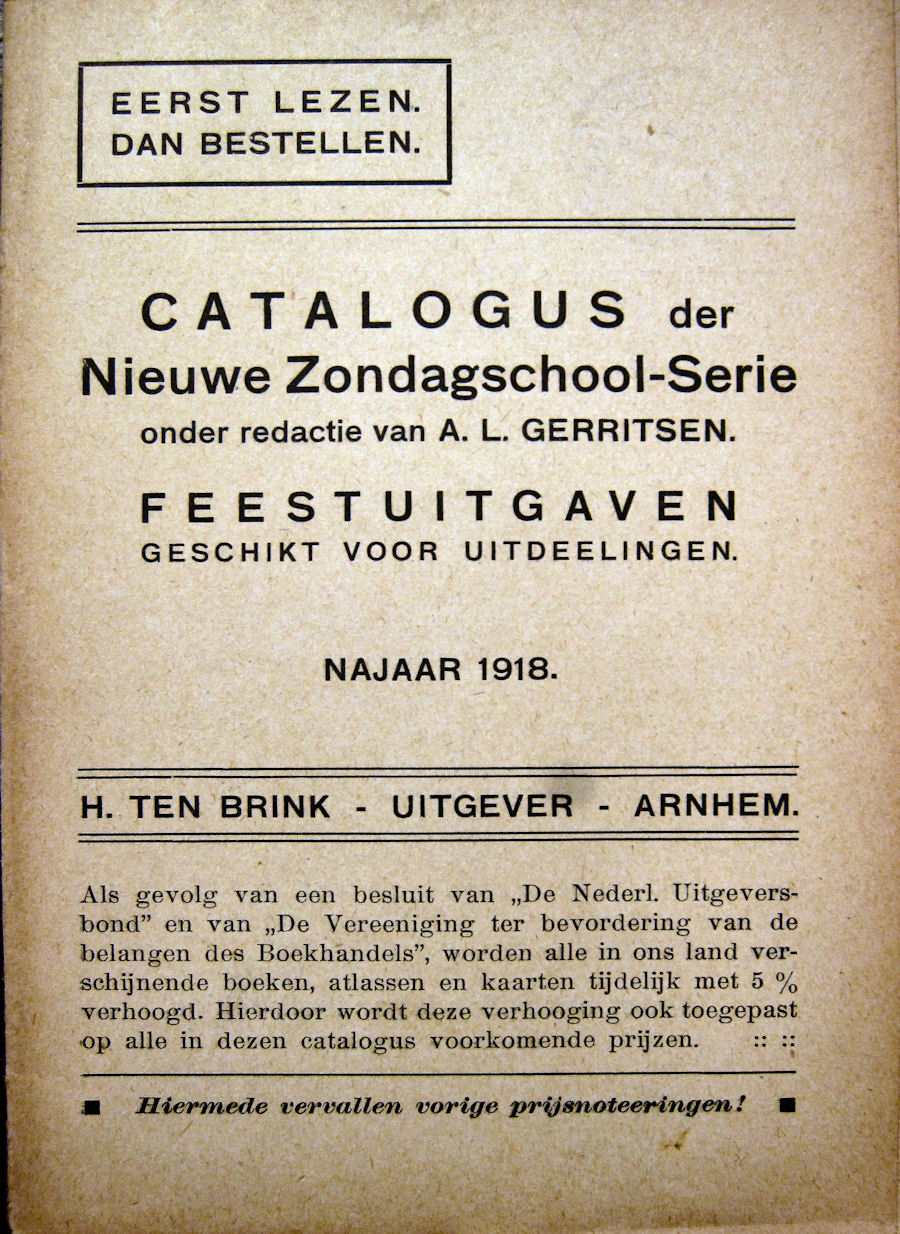 EERST LEZEN.
DAN BESTELLEN.
CATALOGUS der
Nieuwe Zondagschool-Serie
onder redactie van A. L. GERRITSEN.
FEESTUITGAVEN
GESCHIKT VOOR UITDEELINGEN.
NAJAAR 1918.
H. TEN BRINK - UITGEVER - ARNHEM.
Als gevolg van een besluit van „De Nederl. Uitgevers-
bond” en van „De Vereeniging ter bevordering van de
belangen des Boekhandels”, worden alle in ons land ver-
schijnende boeken, atlassen en kaarten tijdelijk met 5 %
verhoogd. Hierdoor wordt deze verhooging ook toegepast
op alle in dezen catalogus voorkomende prijzen. :: ::
■ Hiermede vervallen vorige prijsnoteeringen! ■